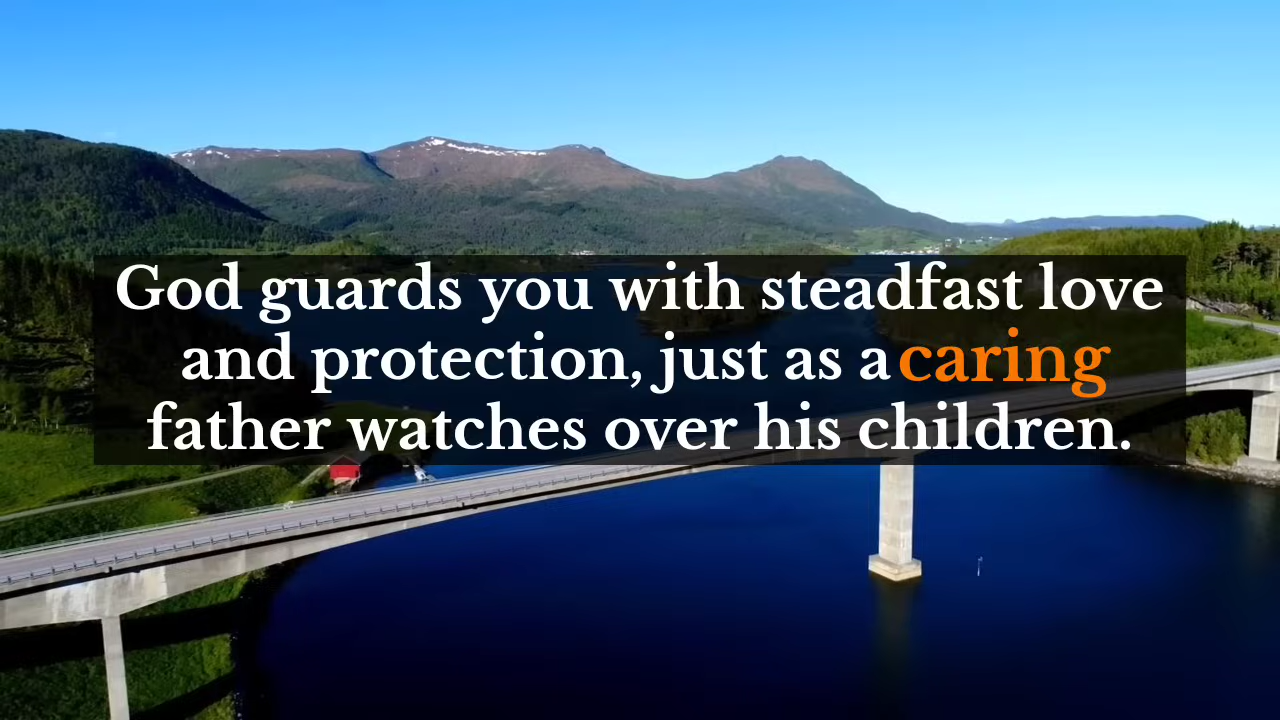 God guards you with steadfast love
and protection, just as a caring
father watches over his children.